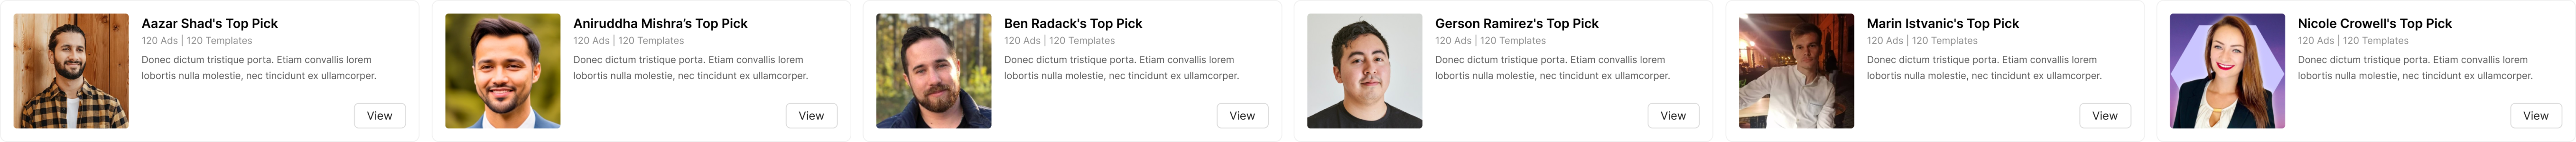 Aazar Shad's Top Pick
120 Ads | 120 Templates
Donec dictum tristique porta. Etiam convallis lorem
lobortis nulla molestie, nec tincidunt ex ullamcorper.
View
Aniruddha Mishra’s Top Pick
120 Ads | 120 Templates
Donec dictum tristique porta. Etiam convallis lorem
lobortis nulla molestie, nec tincidunt ex ullamcorper.
View
Ben Radack's Top Pick
120 Ads | 120 Templates
Donec dictum tristique porta. Etiam convallis lorem
lobortis nulla molestie, nec tincidunt ex ullamcorper.
View
Gerson Ramirez's Top Pick
120 Ads | 120 Templates
Donec dictum tristique porta. Etiam convallis lorem
lobortis nulla molestie, nec tincidunt ex ullamcorper.
View
Marin Istvanic's Top Pick
120 Ads | 120 Templates
Donec dictum tristique porta. Etiam convallis lorem
lobortis nulla molestie, nec tincidunt ex ullamcorper.
View
Nicole Crowell's Top Pick
120 Ads | 120 Templates
Donec dictum tristique porta. Etiam convallis lorem
lobortis nulla molestie, nec tincidunt ex ullamcorper.
View